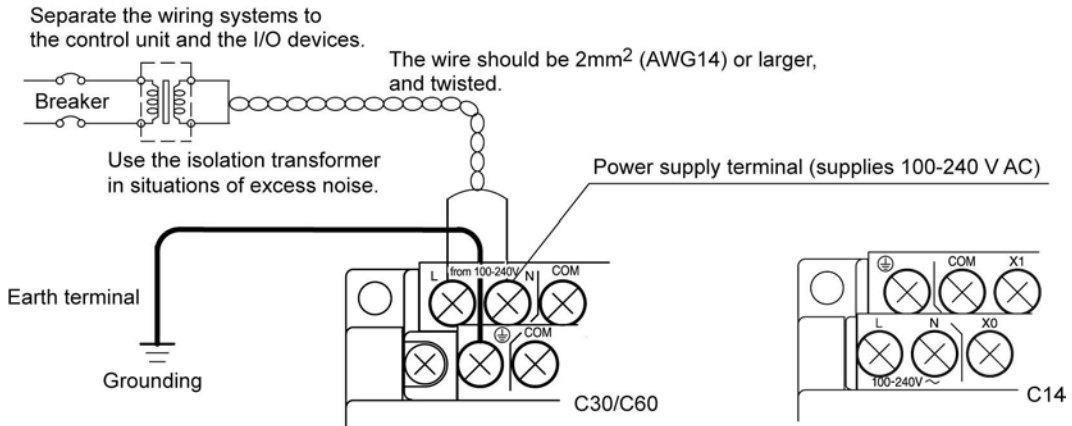 Separate the wiring systems to
the control unit and the I/O devices.
The wire should be 2mm² (AWG14) or larger,
and twisted.
Breaker
Use the isolation transformer
in situations of excess noise.
Power supply terminal (supplies 100-240 V AC)
L from 100-240V N COM
COM X1
Earth terminal
COM
L N X0
Grounding
100-240V ~
C30/C60
C14